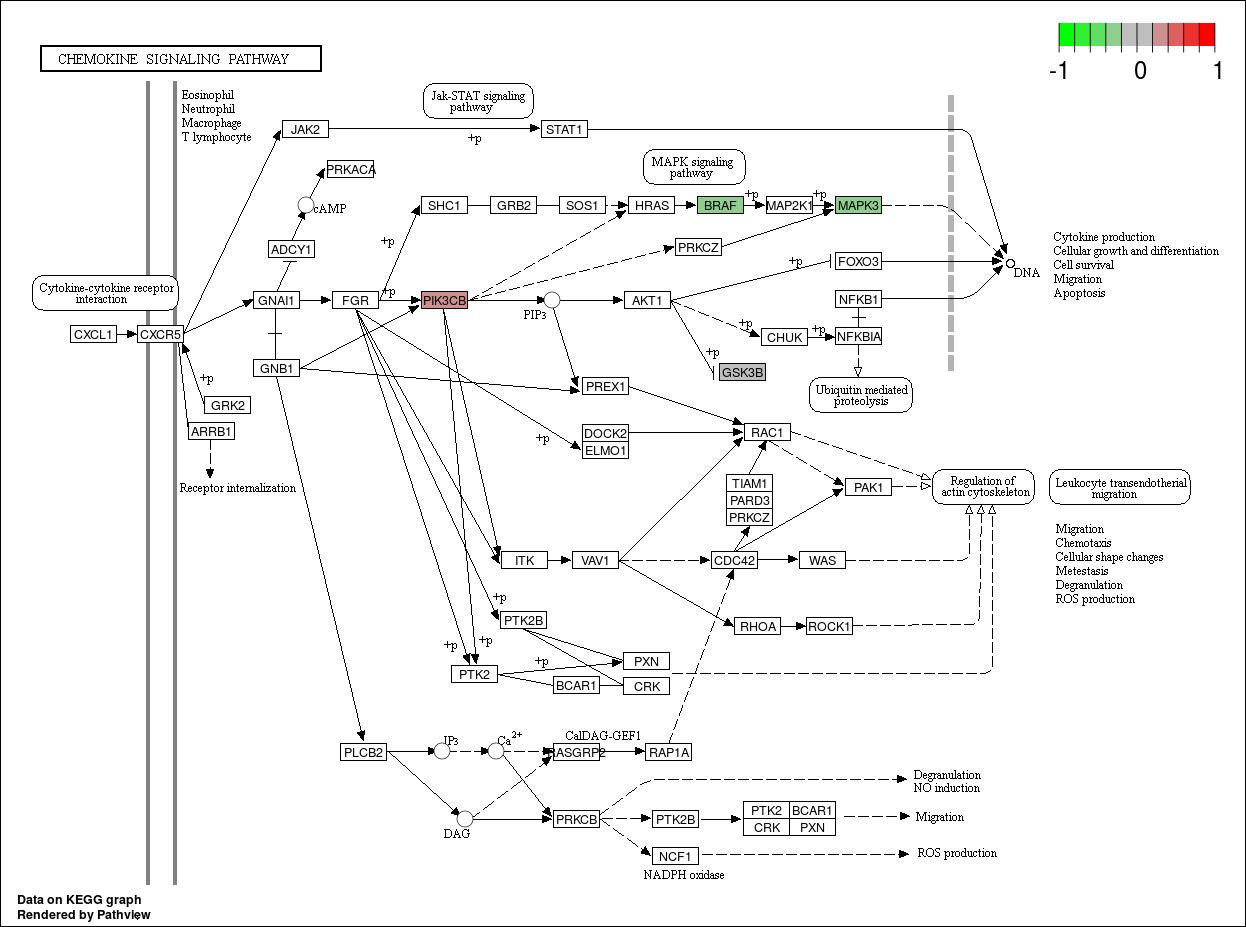 -1 0 1
CHEMOKINE SIGNALING PATHWAY
Eosinophil
Neutrophil
Macrophage
T lymphocyte
Jak-STAT signaling
pathway
JAK2
+p
STAT1
PRKACA
cAMP
ADCY1
MAPK signaling
pathway
+p
SHC1
GRB2
SOS1
HRAS
BRAF
+p
MAP2K1
+p
MAPK3
PRKCZ
Cytokine-cytokine receptor
interaction
CXCL1
CXCR5
GNAI1
FGR
+p
PIK3CB
PIP3
AKT1
+p
FOXO3
NFKB1
+p
CHUK
+p
NFKBIA
+p
GSK3B
DNA
Cytokine production
Cellular growth and differentiation
Cell survival
Migration
Apoptosis
Ubiquitin mediated
proteolysis
GNB1
+p
GRK2
ARRB1
Receptor internalization
PREX1
+p
DOCK2
ELMO1
RAC1
TIAM1
PARD3
PRKCZ
PAK1
Regulation of
actin cytoskeleton
Leukocyte transendotherial
migration
Migration
Chemotaxis
Cellular shape changes
Metestasis
Degranulation
ROS production
ITK
VAV1
CDC42
WAS
+p
PTK2B
RHOA
ROCK1
+p
+p
PTK2
+p
PXN
BCAR1
CRK
PLCB2
IP3
Ca2+
CalDAG-GEF1
RASGRP2
RAP1A
DAG
PRKCB
Degranulation
NO induction
PTK2B
PTK2 BCAR1
CRK PXN
Migration
NCF1
NADPH oxidase
ROS production
Data on KEGG graph
Rendered by Pathview